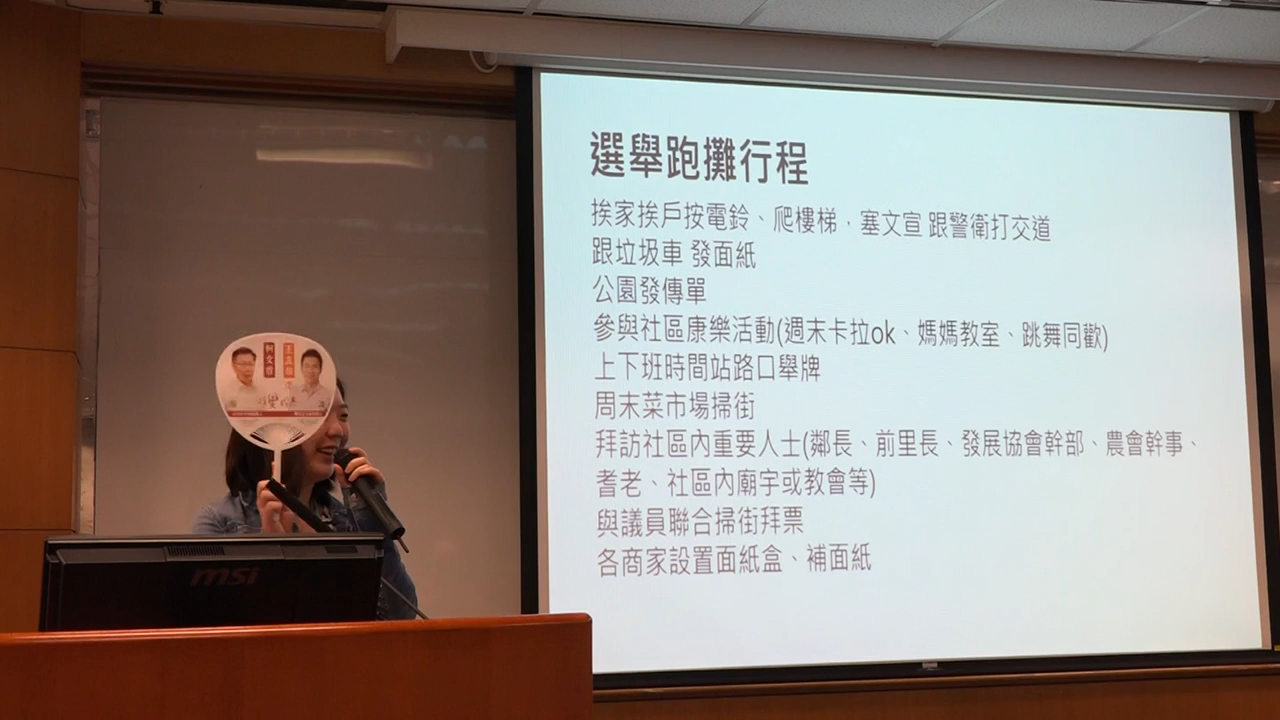 選舉跑攤行程
挨家挨戶按電鈴、爬樓梯，塞文宣 跟警衛打交道
跟垃圾車 發面紙
公園發傳單
參與社區康樂活動(週末卡拉ok、媽媽教室、跳舞同歡)
上下班時間站路口舉牌
周末菜市場掃街
拜訪社區內重要人士(鄰長、前里長、發展協會幹部、農會幹事、
耆老、社區內廟宇或教會等)
與議員聯合掃街拜票
各商家設置面紙盒、補面紙
柯文哲
msi